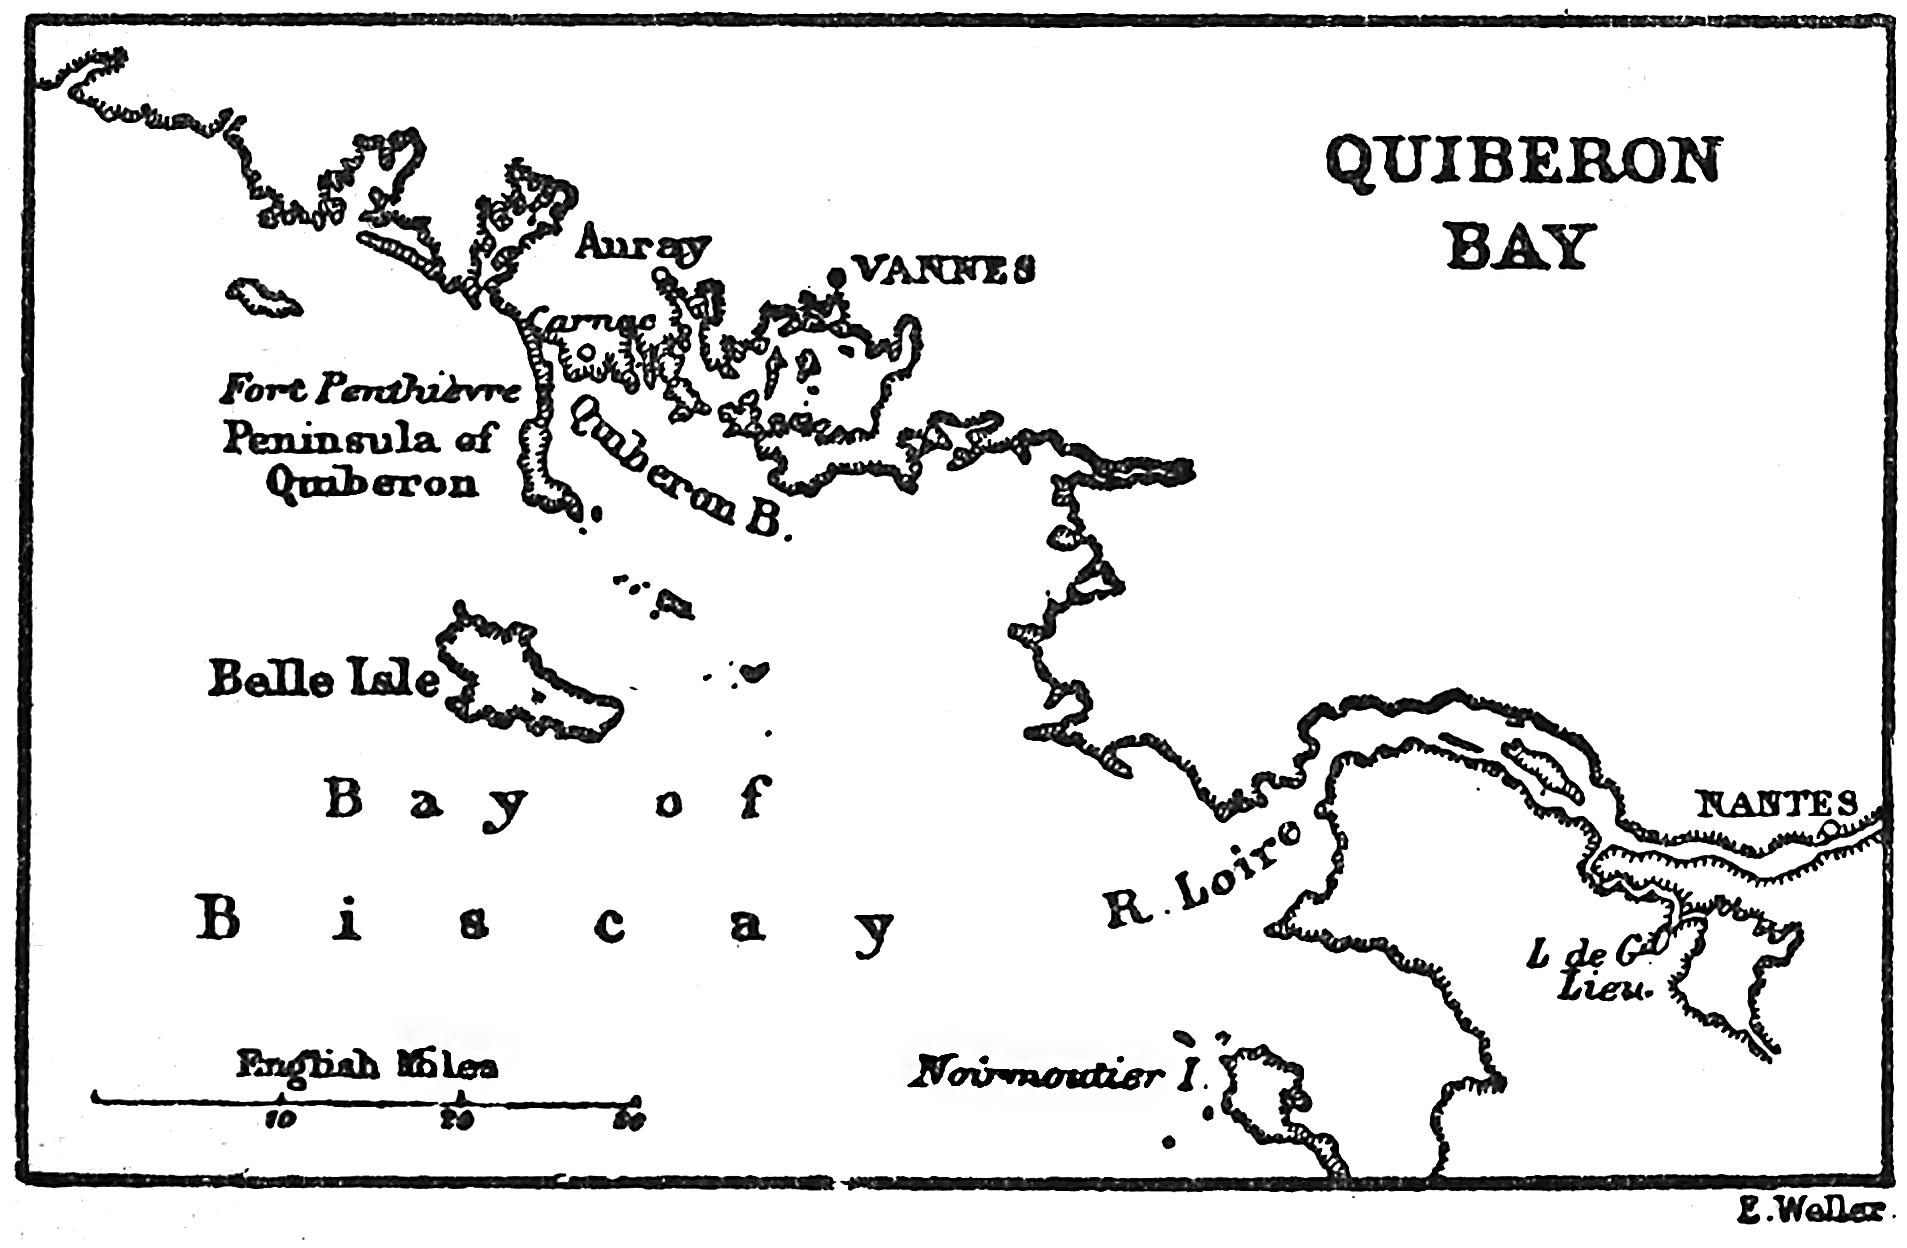 QUIBERON
BAY
Auray
VANNES
Carnac
Fort Penthièvre
Peninsula of
Quiberon
Quiberon B.
Belle Isle
Bay of
Biscay
NANTES
R. Loire
L de Gd
Lieu.
Noirmoutier I.
English Miles
10 20 30
E. Weller.